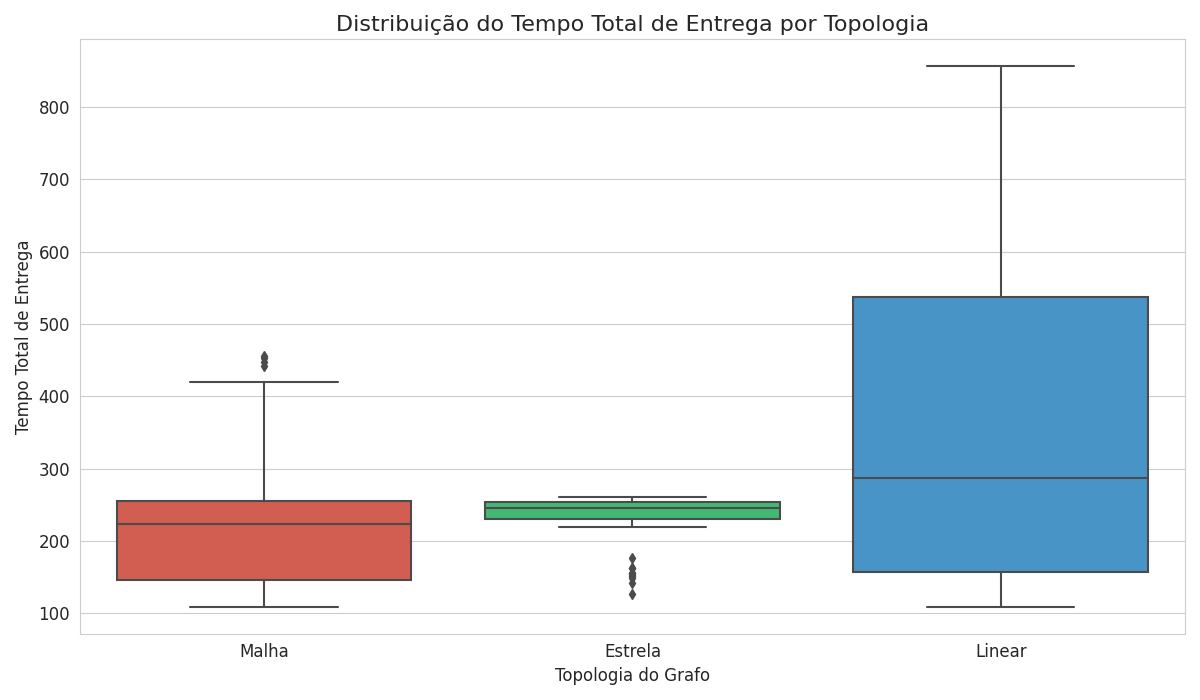 Distribuição do Tempo Total de Entrega por Topologia
Tempo Total de Entrega
800
700
600
500
400
300
200
100
Malha
Estrela
Linear
Topologia do Grafo